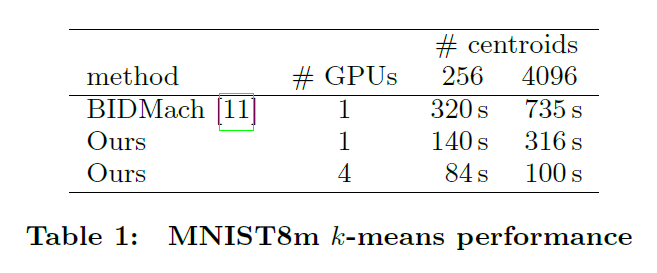 # centroids
method # GPUs 256 4096
BIDMach [11] 1 320 s 735 s
Ours 1 140 s 316 s
Ours 4 84 s 100 s
Table 1: MNIST8m k-means performance